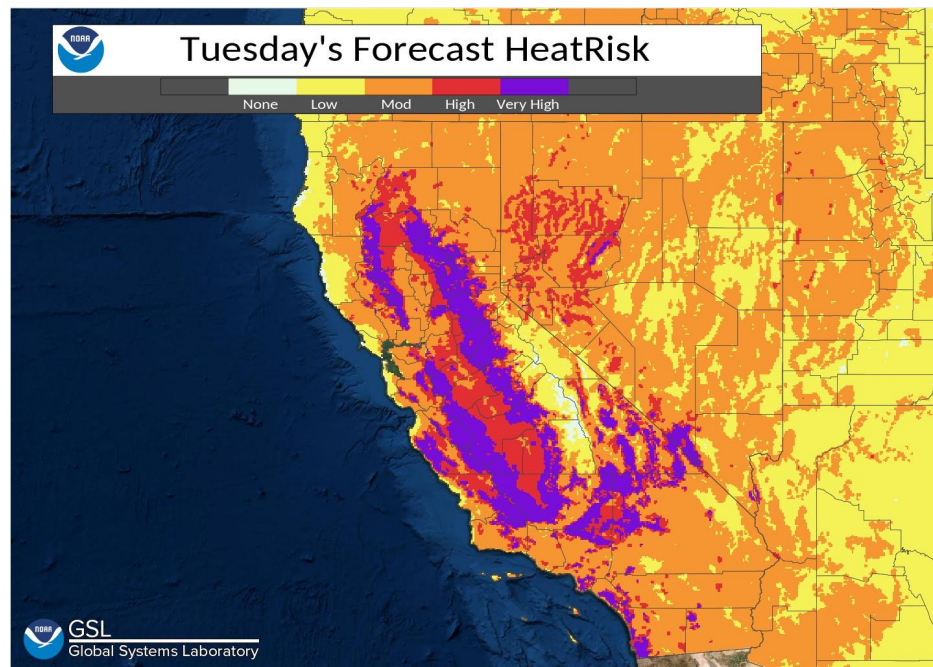 NOAA
Tuesday's Forecast HeatRisk
None Low Mod High Very High
NOAA
GSL
Global Systems Laboratory